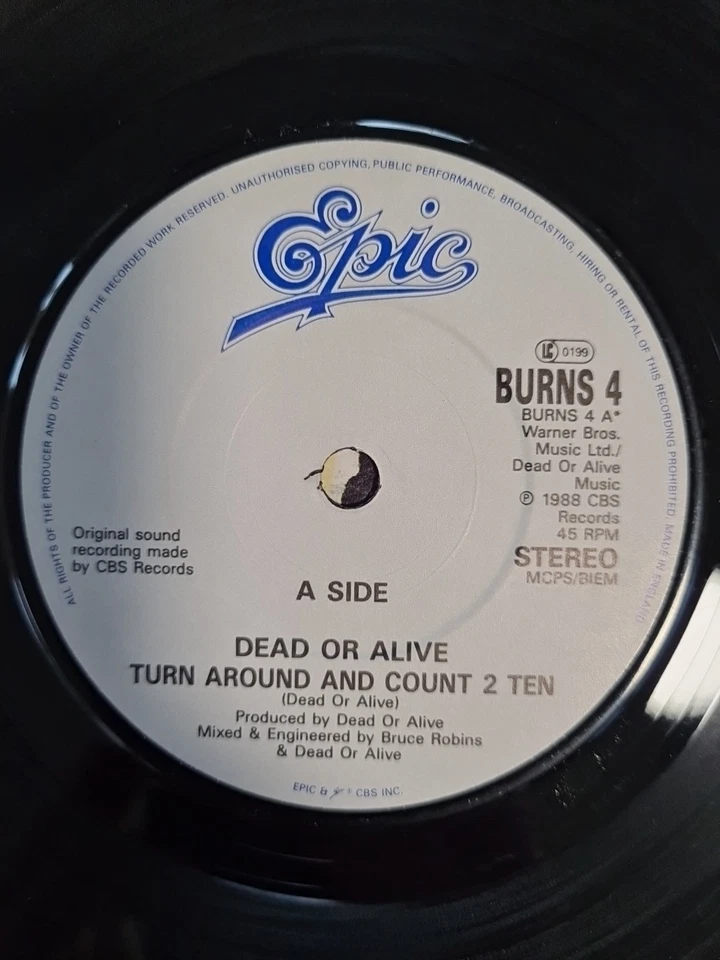 ALL RIGHTS OF THE PRODUCER AND OF THE OWNER OF THE RECORDED WORK RESERVED. UNAUTHORISED COPYING, PUBLIC PERFORMANCE, BROADCASTING, HIRING OR RENTAL OF THIS RECORDING PROHIBITED. MADE IN ENGLAND
Epic
LC 0199
BURNS 4
BURNS 4 A*
Warner Bros.
Music Ltd./
Dead Or Alive
Music
℗ 1988 CBS
Records
45 RPM
STEREO
MCPS/BIEM
Original sound
recording made
by CBS Records
A SIDE
DEAD OR ALIVE
TURN AROUND AND COUNT 2 TEN
(Dead Or Alive)
Produced by Dead Or Alive
Mixed & Engineered by Bruce Robins
& Dead Or Alive
EPIC & ® CBS INC.